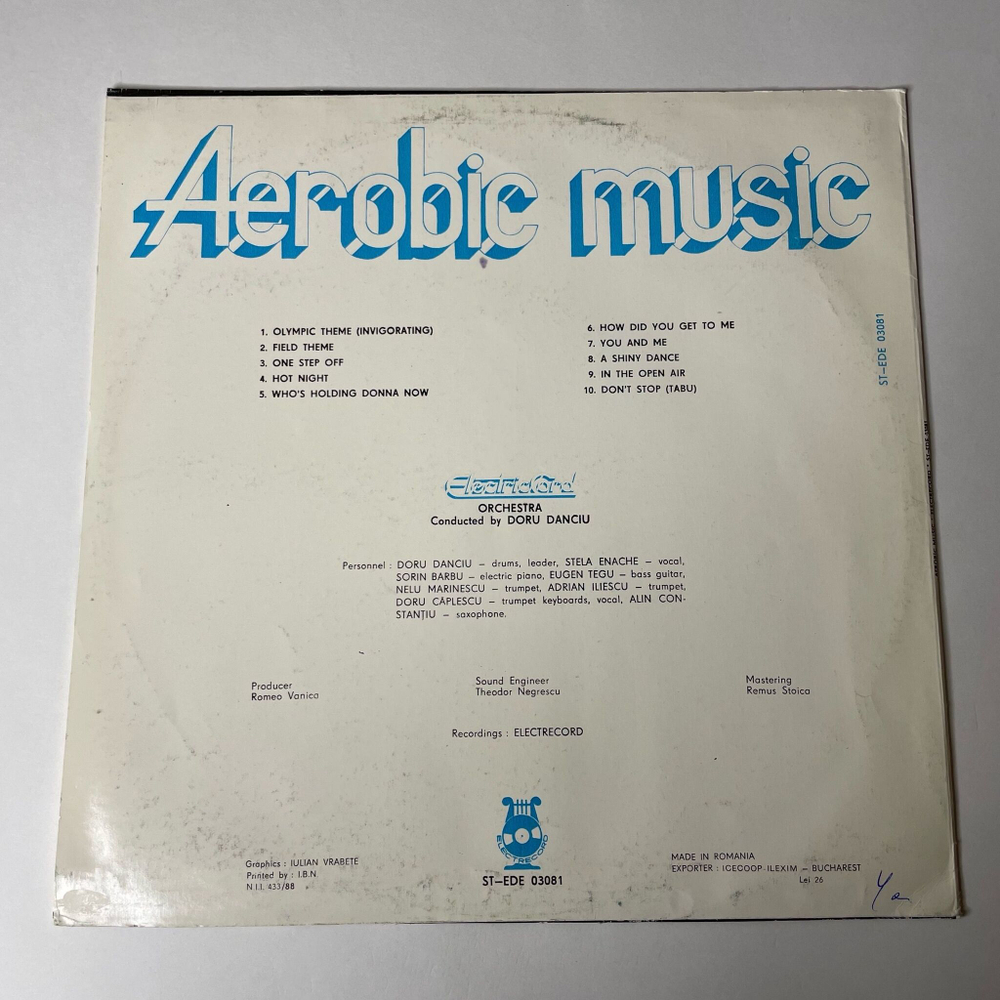 Aerobic music
1. OLYMPIC THEME (INVIGORATING)
2. FIELD THEME
3. ONE STEP OFF
4. HOT NIGHT
5. WHO'S HOLDING DONNA NOW
6. HOW DID YOU GET TO ME
7. YOU AND ME
8. A SHINY DANCE
9. IN THE OPEN AIR
10. DON'T STOP (TABU)
ST—EDE 03081
Electricord
ORCHESTRA
Conducted by DORU DANCIU
Personnel : DORU DANCIU — drums, leader, STELA ENACHE — vocal,
SORIN BARBU — electric piano, EUGEN TEGU — bass guitar,
NELU MARINESCU — trumpet, ADRIAN ILIESCU — trumpet,
DORU CĂPLESCU — trumpet keyboards, vocal, ALIN CON-
STANȚIU — saxophone.
Producer
Romeo Vanica
Sound Engineer
Theodor Negrescu
Mastering
Remus Stoica
Recordings : ELECTRECORD
Graphics : IULIAN VRABETE
Printed by : I.B.N
N I.I. 433/88
ELECTRECORD
ST—EDE 03081
MADE IN ROMANIA
EXPORTER : ICECOOP-ILEXIM — BUCHAREST
Lei 26